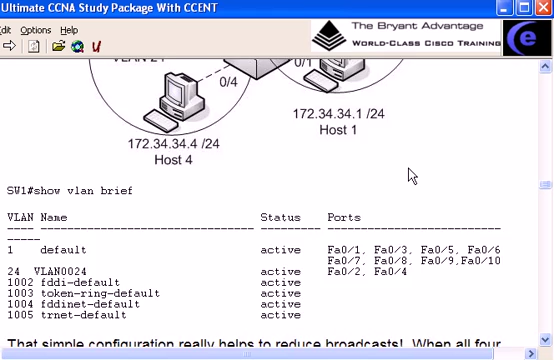 Ultimate CCNA Study Package With CCENT
Edit Options Help
The Bryant Advantage
WORLD-CLASS CISCO TRAINING
VLAN 24
0/4
0/1
172.34.34.1 /24
Host 1
172.34.34.4 /24
Host 4
SW1#show vlan brief
VLAN Name Status Ports
---- -------------------------------- --------- -------------------------------
-----
1 default active Fa0/1, Fa0/3, Fa0/5, Fa0/6
Fa0/7, Fa0/8, Fa0/9,Fa0/10
24 VLAN0024 active Fa0/2, Fa0/4
1002 fddi-default active
1003 token-ring-default active
1004 fddinet-default active
1005 trnet-default active
That simple configuration really helps to reduce broadcasts! When all four